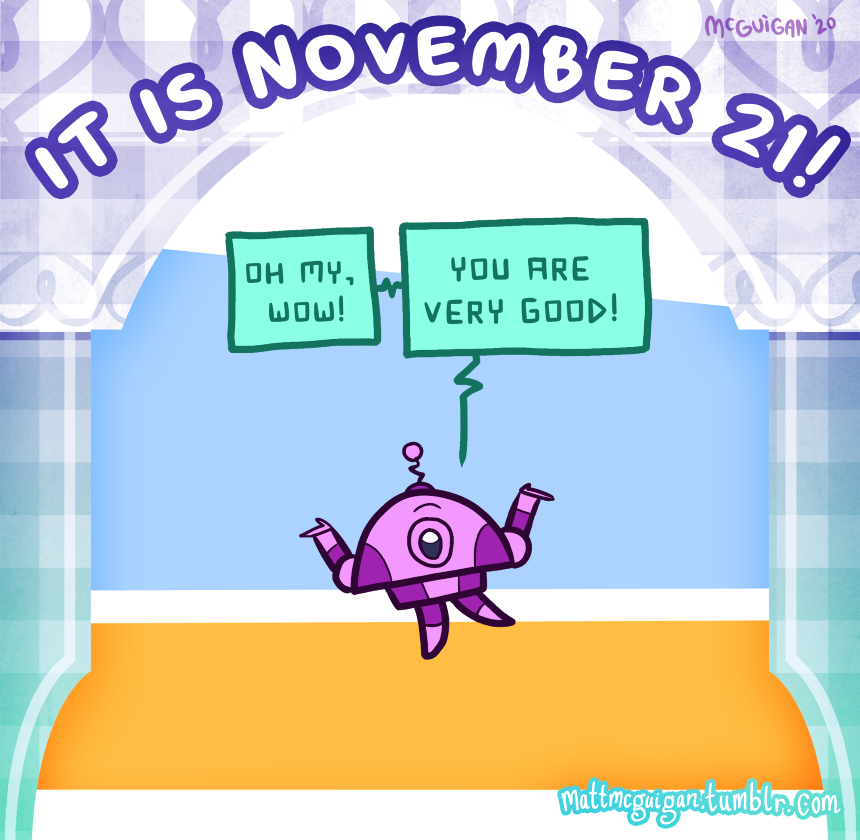 McGUiGAN '20
IT IS NOVEMBER 21!
OH MY,
WOW!
YOU ARE
VERY GOOD!
mattmcguigan.tumblr.com